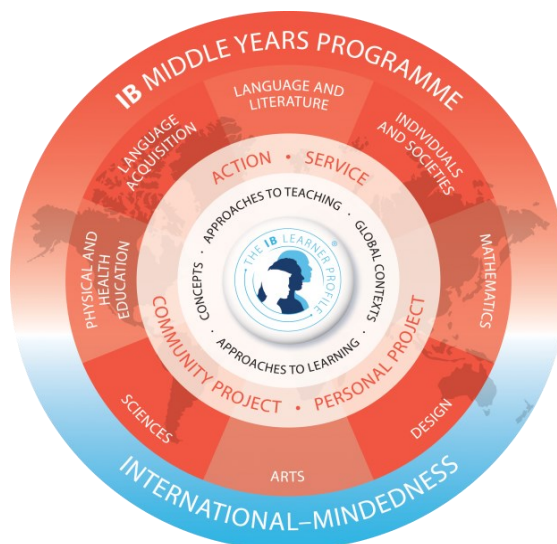 IB MIDDLE YEARS PROGRAMME
LANGUAGE AND
LITERATURE
LANGUAGE
ACQUISITION
INDIVIDUALS
AND SOCIETIES
PHYSICAL AND
HEALTH
EDUCATION
MATHEMATICS
SCIENCES
ARTS
DESIGN
ACTION • SERVICE
COMMUNITY PROJECT • PERSONAL PROJECT
APPROACHES TO TEACHING · GLOBAL CONTEXTS ·
CONCEPTS · APPROACHES TO LEARNING
THE IB LEARNER PROFILE ®
INTERNATIONAL–MINDEDNESS